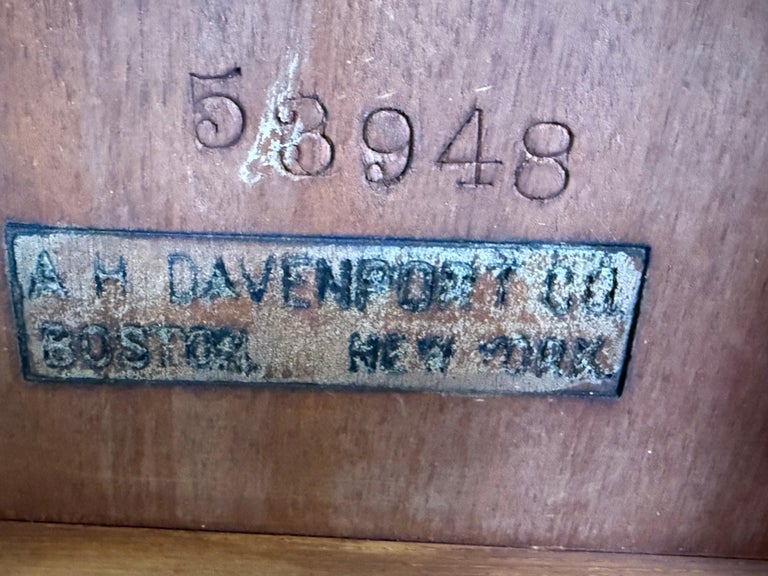 58948
A H DAVENPORT CO.
BOSTON. NEW YORK.